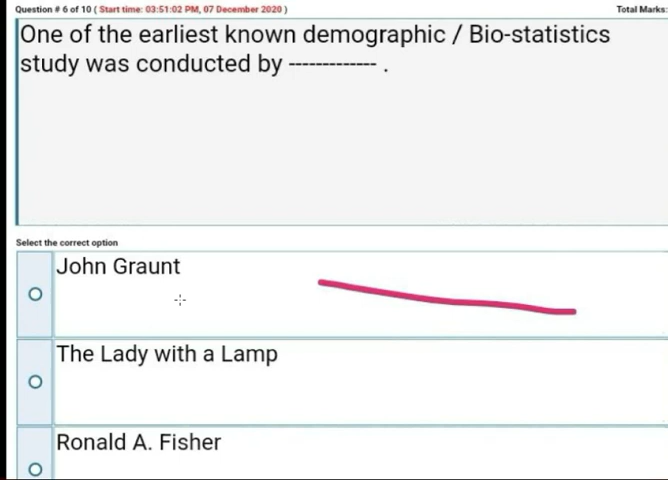 Question # 6 of 10 ( Start time: 03:51:02 PM, 07 December 2020 ) Total Marks:
One of the earliest known demographic / Bio-statistics
study was conducted by ------------- .
Select the correct option
John Graunt
The Lady with a Lamp
Ronald A. Fisher